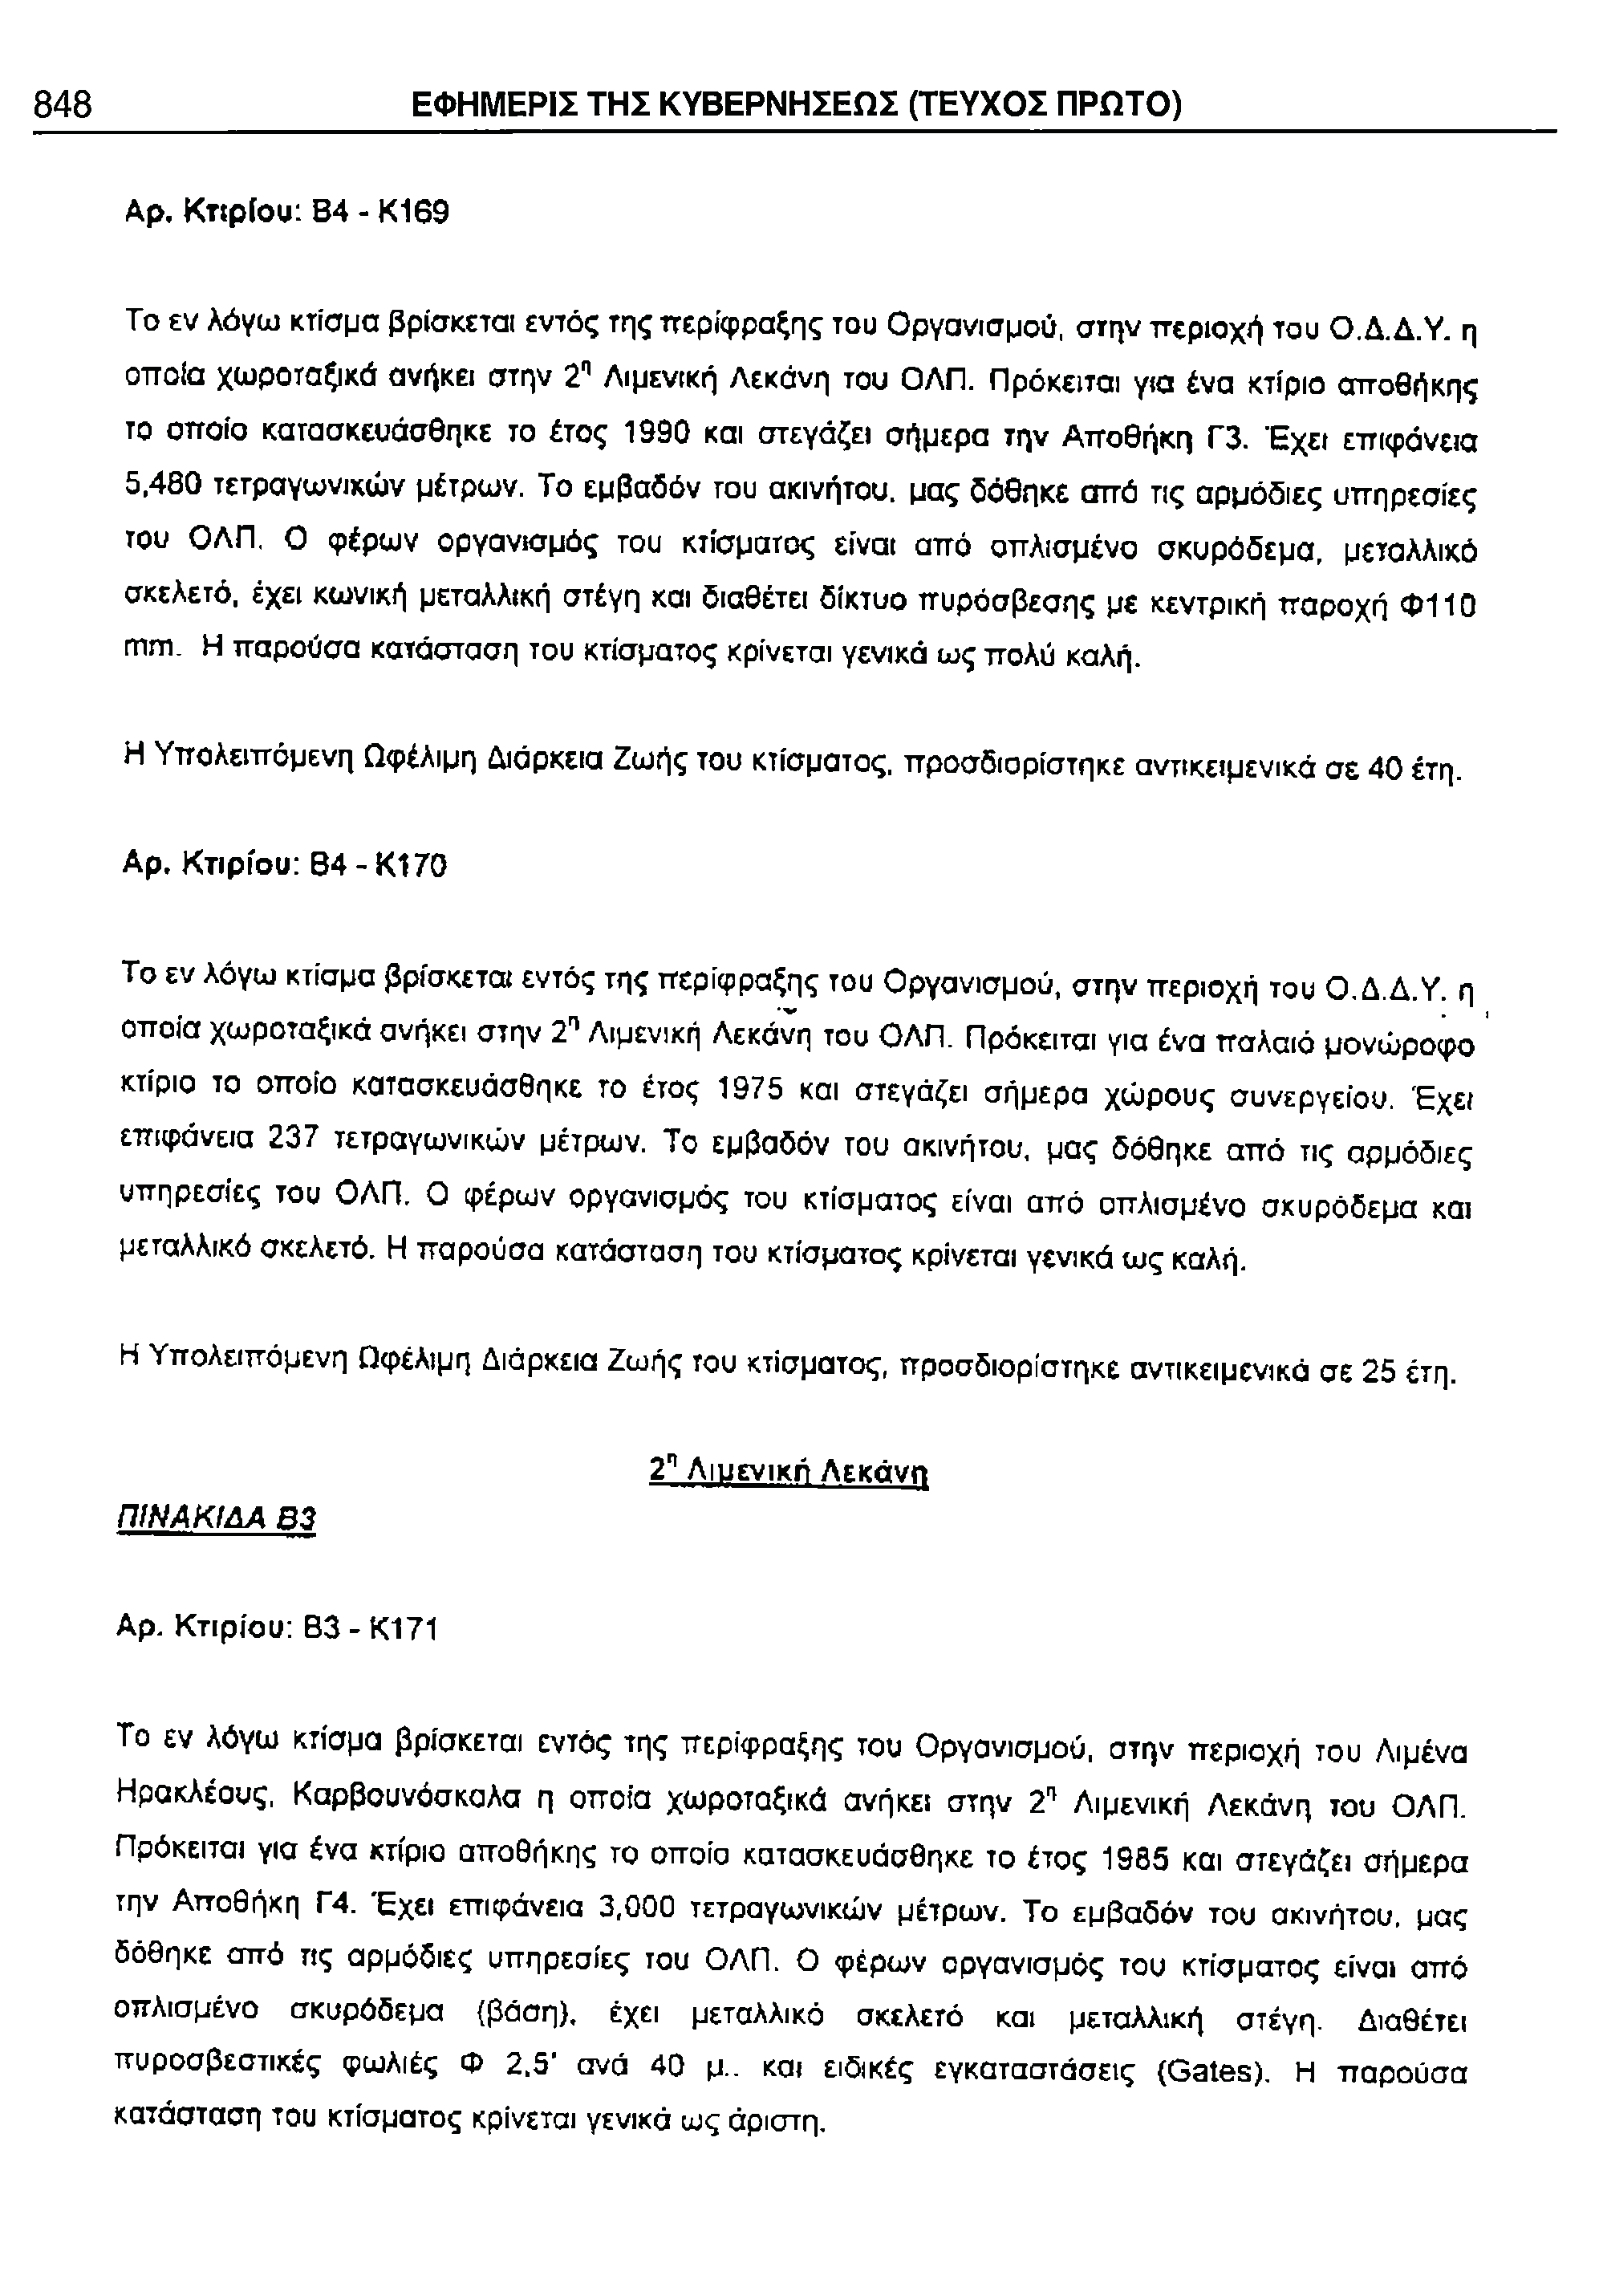 848
ΕΦΗΜΕΡΙΣ ΤΗΣ ΚΥΒΕΡΝΗΣΕΩΣ (ΤΕΥΧΟΣ ΠΡΩΤΟ)
Αρ. Κτιρίου: Β4 - Κ169
Το εν λόγω κτίσμα βρίσκεται εντός της περίφραξης του Οργανισμού, στην περιοχή του Ο.Δ.Δ.Υ. η
οποία χωροταξικά ανήκει στην 2η Λιμενική Λεκάνη του ΟΛΠ. Πρόκειται για ένα κτίριο αποθήκης
το οποίο κατασκευάσθηκε το έτος 1990 και στεγάζει σήμερα την Αποθήκη Γ3. Έχει επιφάνεια
5,480 τετραγωνικών μέτρων. Το εμβαδόν του ακινήτου, μας δόθηκε από τις αρμόδιες υπηρεσίες
του ΟΛΠ. Ο φέρων οργανισμός του κτίσματος είναι από οπλισμένο σκυρόδεμα, μεταλλικό
σκελετό, έχει κωνική μεταλλική στέγη και διαθέτει δίκτυο πυρόσβεσης με κεντρική παροχή Φ110
mm. Η παρούσα κατάσταση του κτίσματος κρίνεται γενικά ως πολύ καλή.
Η Υπολειπόμενη Ωφέλιμη Διάρκεια Ζωής του κτίσματος, προσδιορίστηκε αντικειμενικά σε 40 έτη.
Αρ. Κτιρίου: Β4 - Κ170
Το εν λόγω κτίσμα βρίσκεται εντός της περίφραξης του Οργανισμού, στην περιοχή του Ο.Δ.Δ.Υ. η
οποία χωροταξικά ανήκει στην 2η Λιμενική Λεκάνη του ΟΛΠ. Πρόκειται για ένα παλαιό μονώροφο
κτίριο το οποίο κατασκευάσθηκε το έτος 1975 και στεγάζει σήμερα χώρους συνεργείου. Έχει
επιφάνεια 237 τετραγωνικών μέτρων. Το εμβαδόν του ακινήτου, μας δόθηκε από τις αρμόδιες
υπηρεσίες του ΟΛΠ. Ο φέρων οργανισμός του κτίσματος είναι από οπλισμένο σκυρόδεμα και
μεταλλικό σκελετό. Η παρούσα κατάσταση του κτίσματος κρίνεται γενικά ως καλή.
Η Υπολειπόμενη Ωφέλιμη Διάρκεια Ζωής του κτίσματος, προσδιορίστηκε αντικειμενικά σε 25 έτη.
2η Λιμενική Λεκάνη
ΠΙΝΑΚΙΔΑ Β3
Αρ. Κτιρίου: Β3 - Κ171
Το εν λόγω κτίσμα βρίσκεται εντός της περίφραξης του Οργανισμού, στην περιοχή του Λιμένα
Ηρακλέους, Καρβουνόσκαλα η οποία χωροταξικά ανήκει στην 2η Λιμενική Λεκάνη του ΟΛΠ.
Πρόκειται για ένα κτίριο αποθήκης το οποίο κατασκευάσθηκε το έτος 1985 και στεγάζει σήμερα
την Αποθήκη Γ4. Έχει επιφάνεια 3,000 τετραγωνικών μέτρων. Το εμβαδόν του ακινήτου, μας
δόθηκε από τις αρμόδιες υπηρεσίες του ΟΛΠ. Ο φέρων οργανισμός του κτίσματος είναι από
οπλισμένο σκυρόδεμα (βάση), έχει μεταλλικό σκελετό και μεταλλική στέγη. Διαθέτει
πυροσβεστικές φωλιές Φ 2,5' ανά 40 μ.. και ειδικές εγκαταστάσεις (Gates). Η παρούσα
κατάσταση του κτίσματος κρίνεται γενικά ως άριστη.